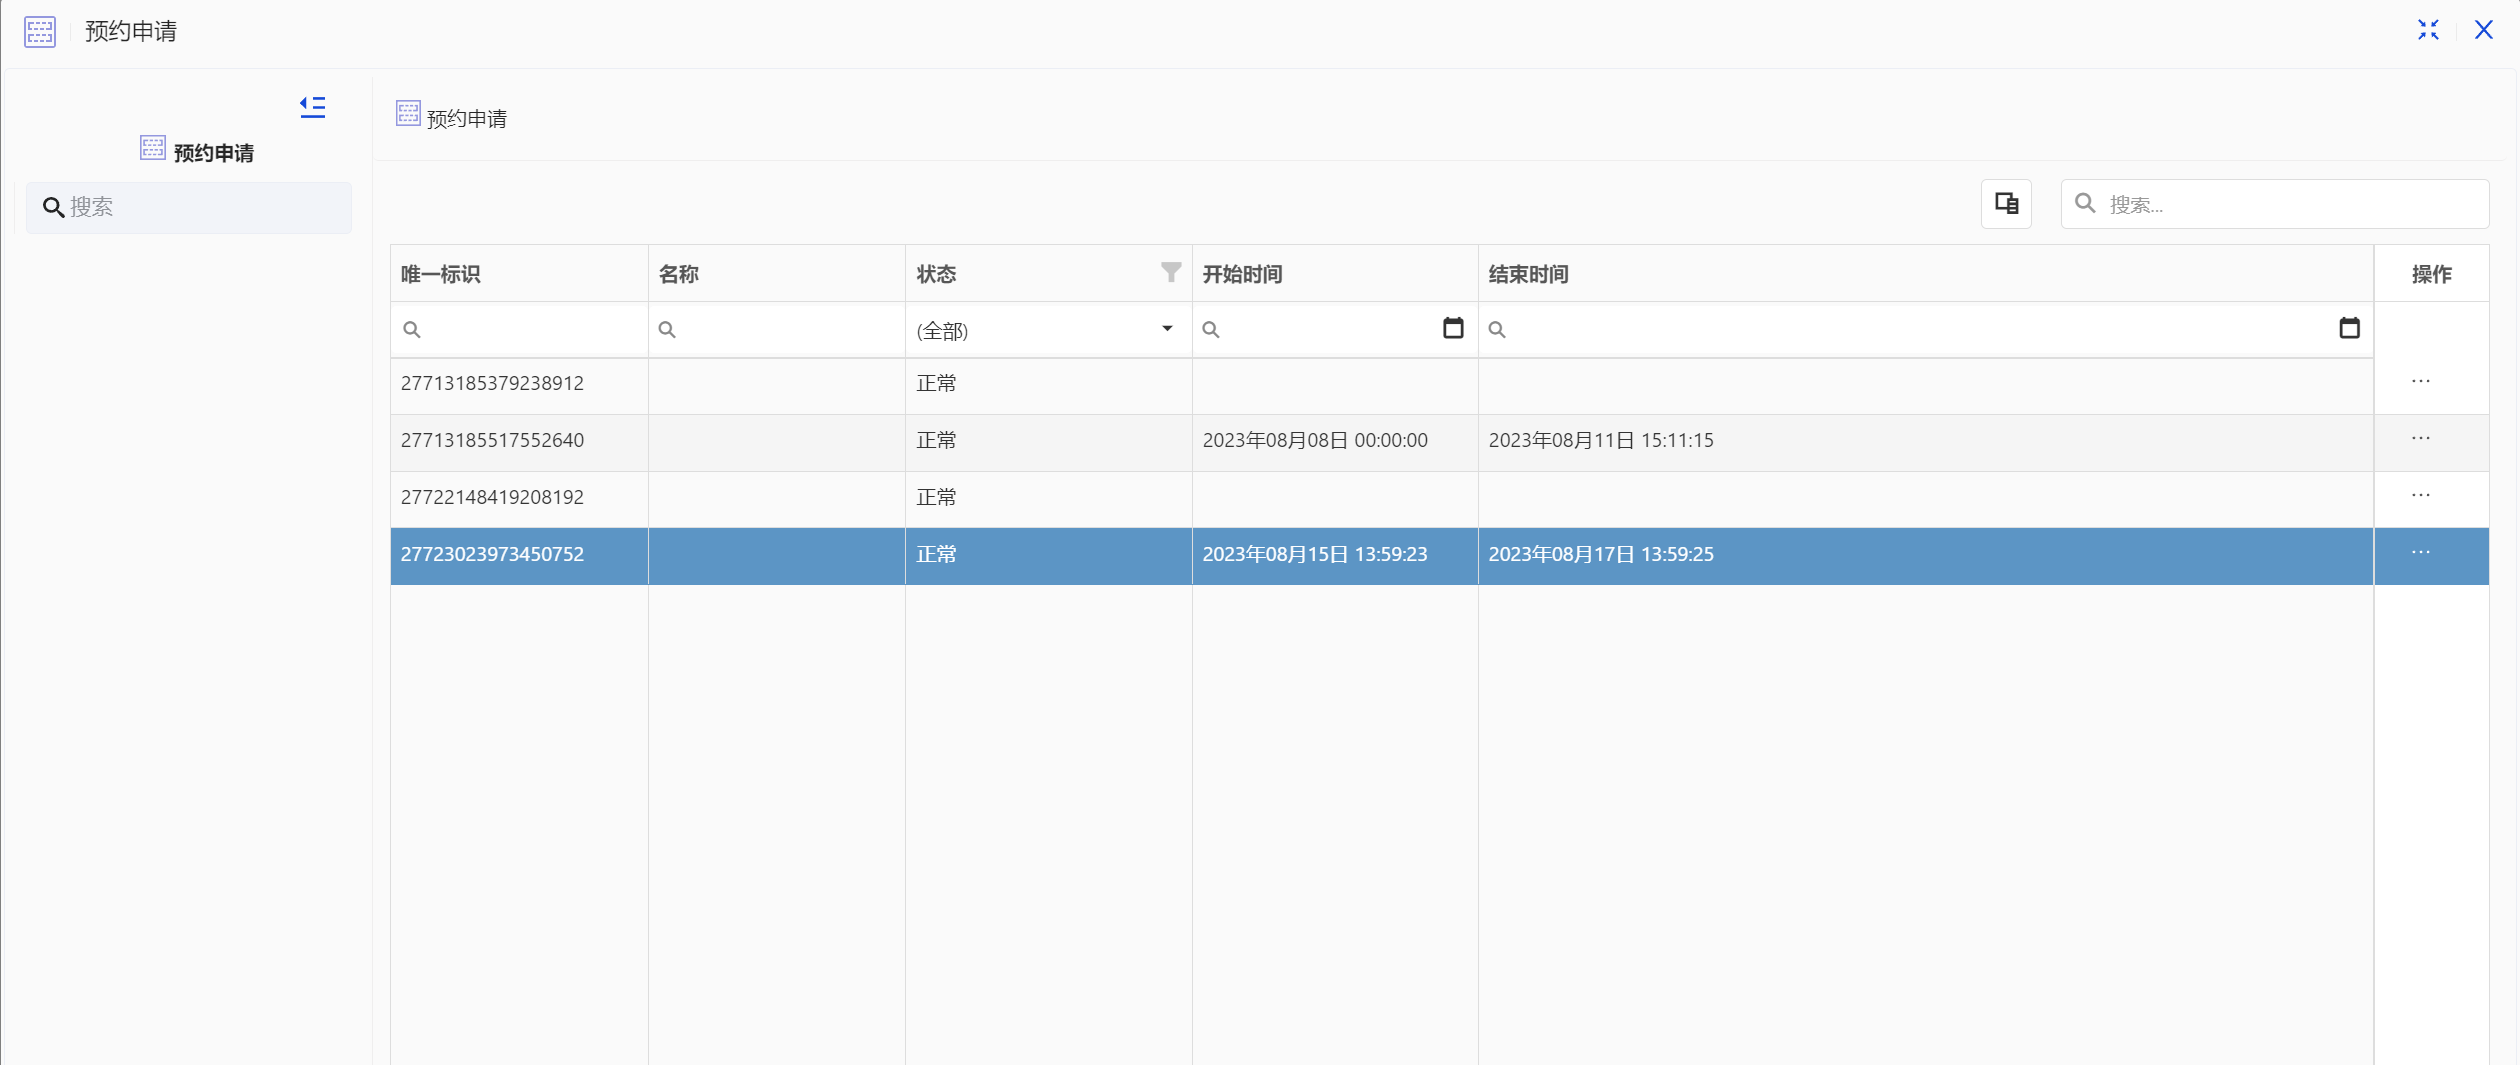 预约申请
预约申请
搜索
预约申请
搜索...
唯一标识 名称 状态 开始时间 结束时间 操作
(全部)
27713185379238912 正常 ...
27713185517552640 正常 2023年08月08日 00:00:00 2023年08月11日 15:11:15 ...
27722148419208192 正常 ...
27723023973450752 正常 2023年08月15日 13:59:23 2023年08月17日 13:59:25 ...